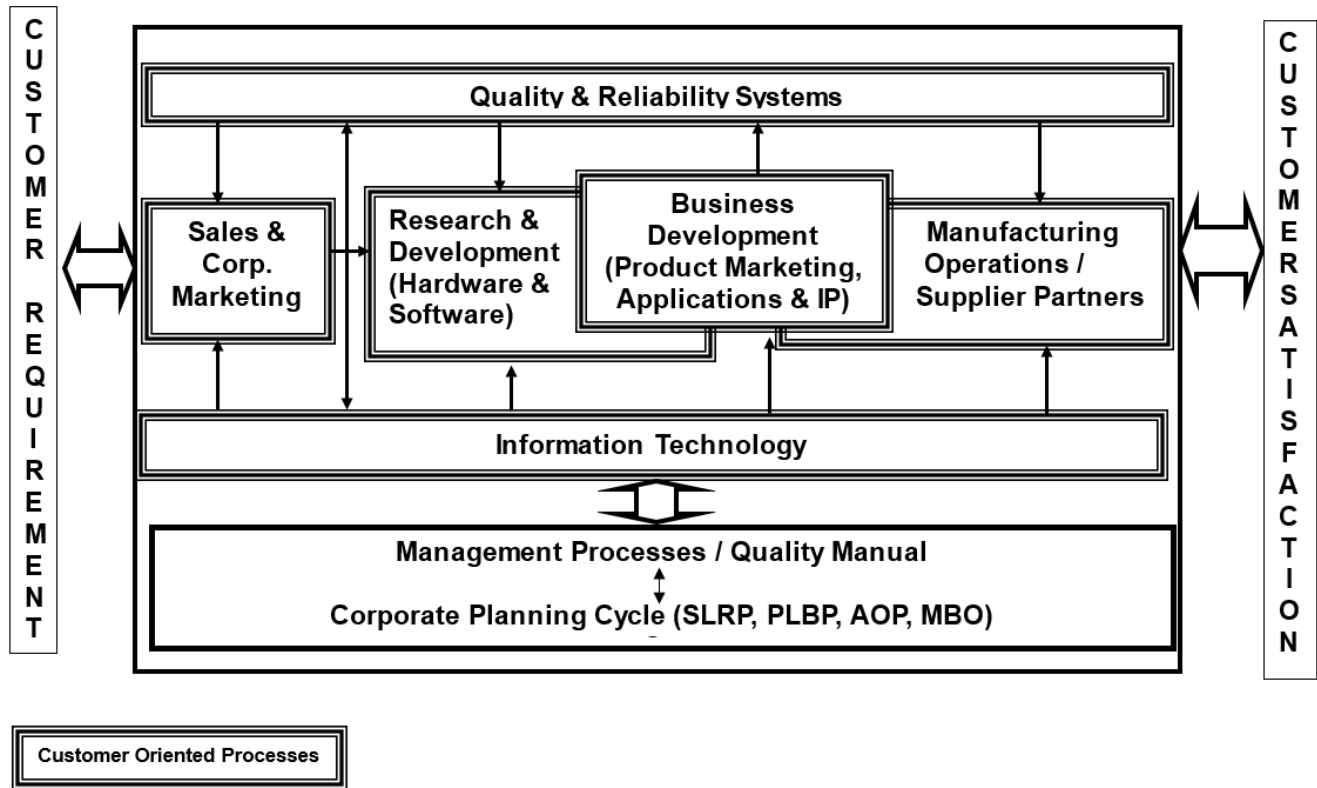 CUSTOMER REQUIREMENT
Quality & Reliability Systems
Sales &
Corp.
Marketing
Research &
Development
(Hardware &
Software)
Business
Development
(Product Marketing,
Applications & IP)
Manufacturing
Operations /
Supplier Partners
Information Technology
Management Processes / Quality Manual
Corporate Planning Cycle (SLRP, PLBP, AOP, MBO)
CUSTOMERSATISFACTION
Customer Oriented Processes